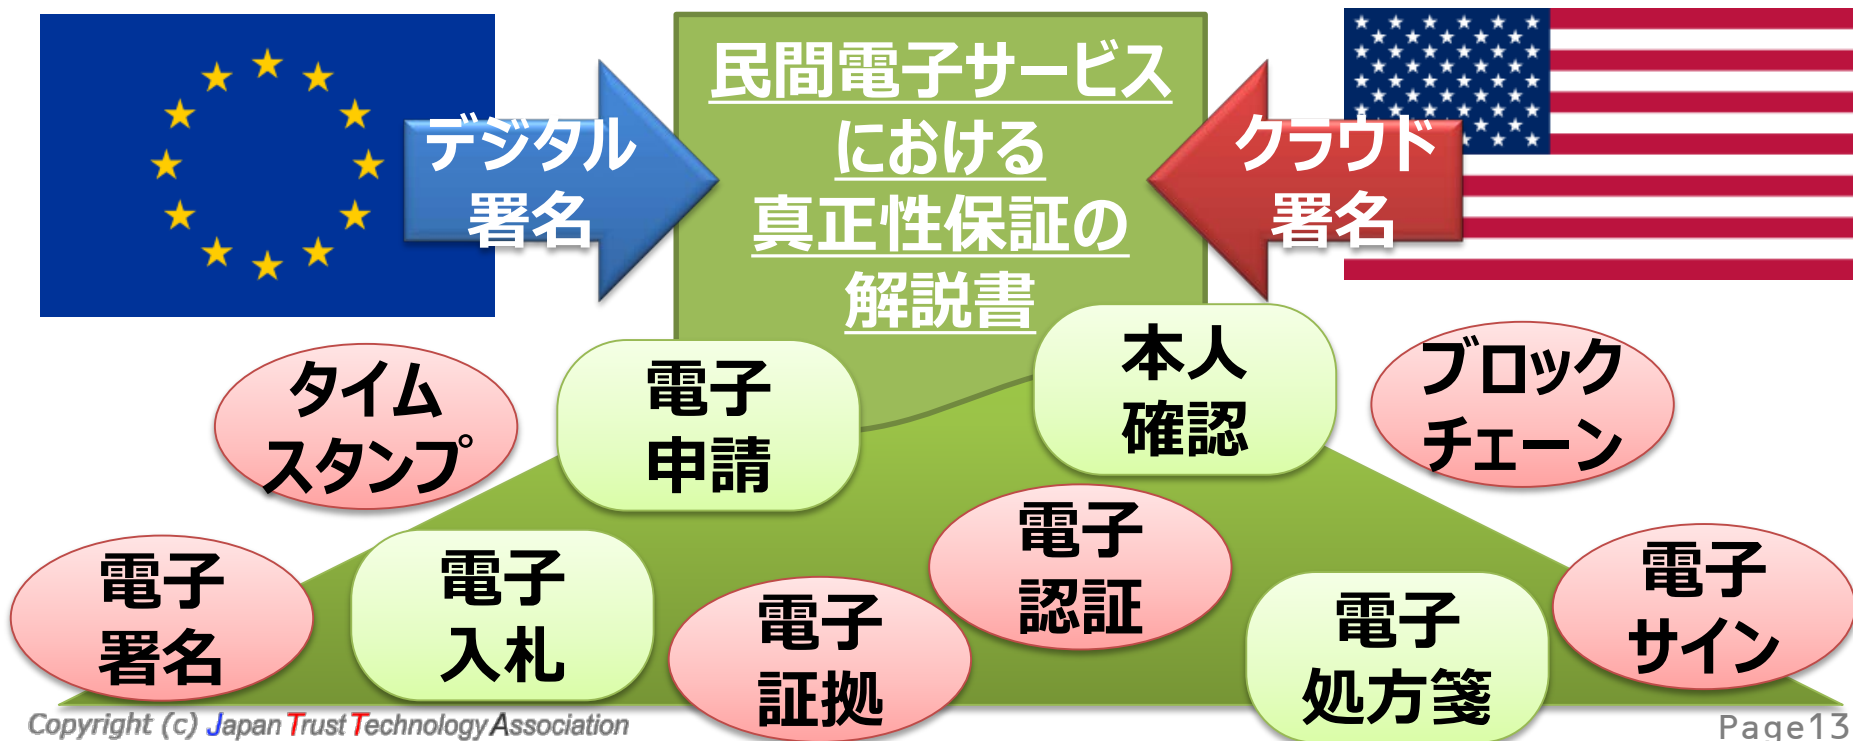 民間電子サービス
における
真正性保証の
解説書
デジタル
署名
クラウド
署名
タイム
スタンプ
電子
申請
本人
確認
ブロック
チェーン
電子
署名
電子
入札
電子
証拠
電子
認証
電子
処方箋
電子
サイン
Copyright (c) Japan Trust Technology Association
Page13